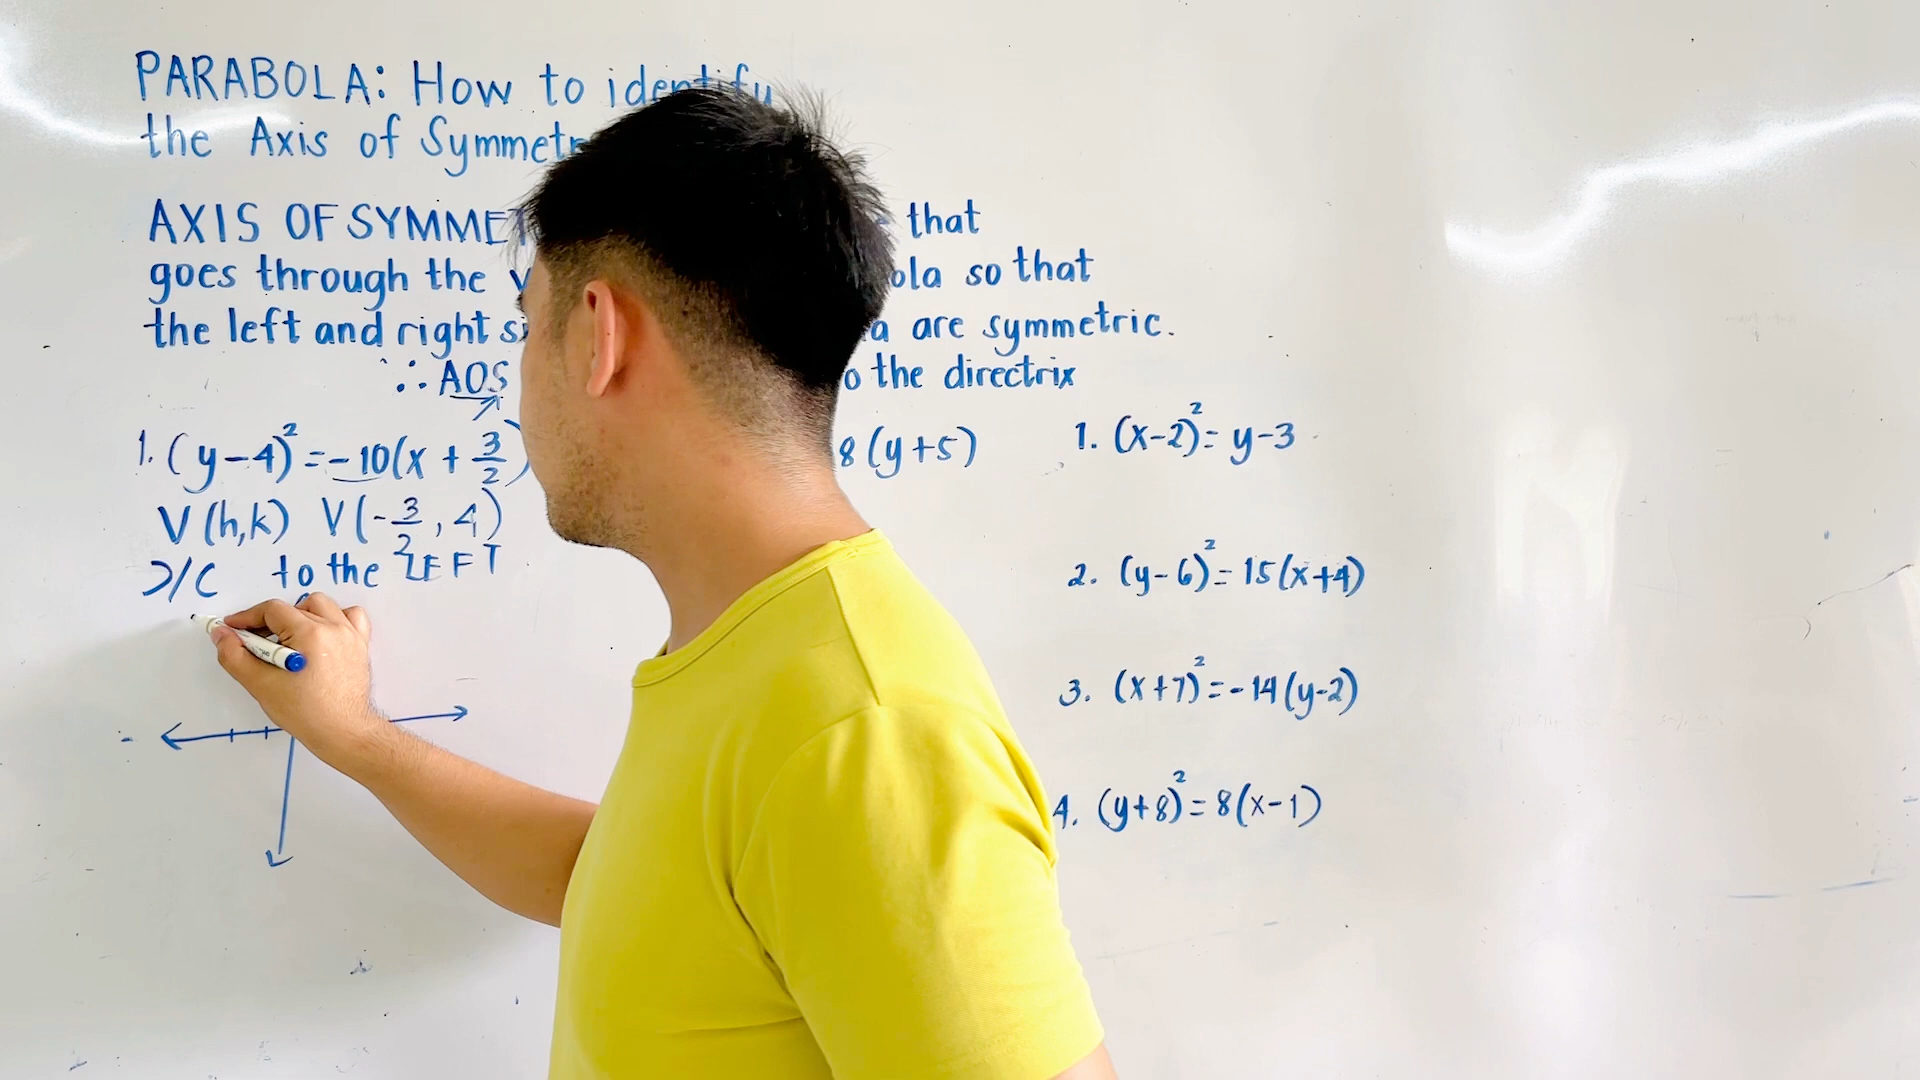 PARABOLA: How to identify
the Axis of Symmetr
AXIS OF SYMMET that
goes through the v ola so that
the left and right si a are symmetric.
∴ AOS o the directrix
1. (y-4)² = -10(x + 3/2)
V(h,k) V(-3/2, 4)
)/C to the LEFT
8(y+5)
1. (x-2)² = y-3
2. (y-6)² = 15(x+4)
3. (x+7)² = -14(y-2)
4. (y+8)² = 8(x-1)